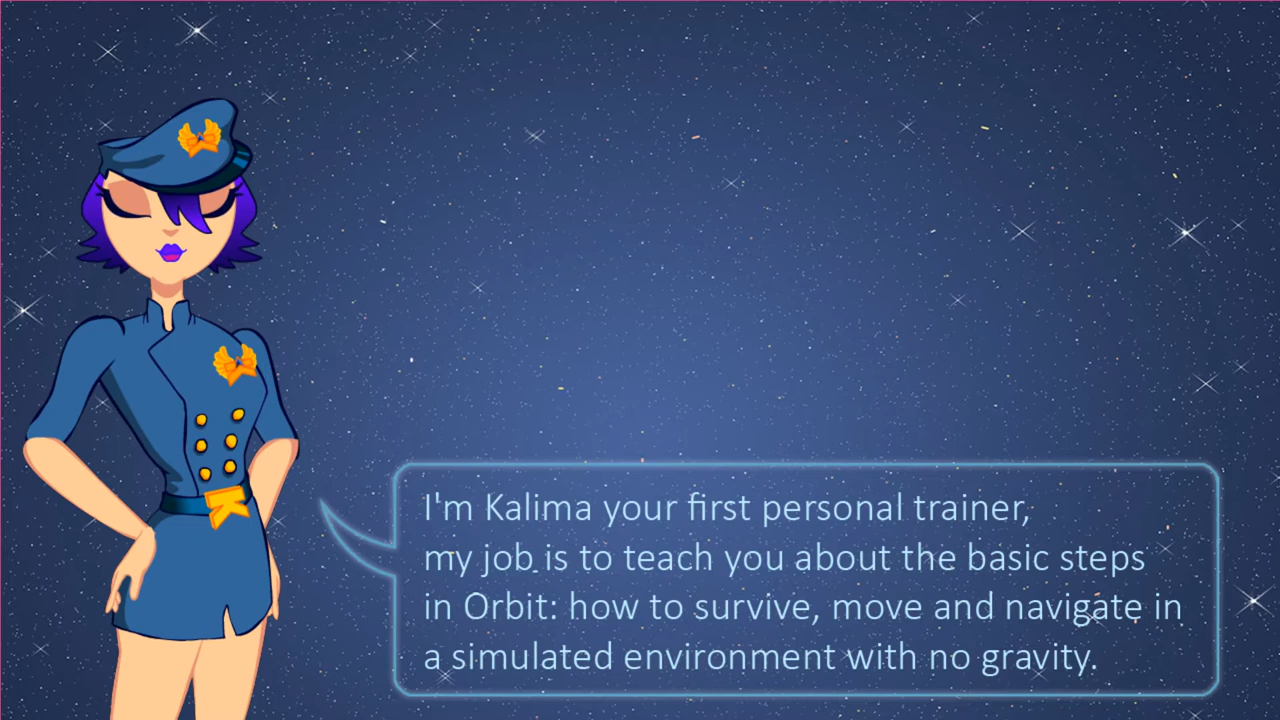 I'm Kalima your first personal trainer,
my job is to teach you about the basic steps
in Orbit: how to survive, move and navigate in
a simulated environment with no gravity.